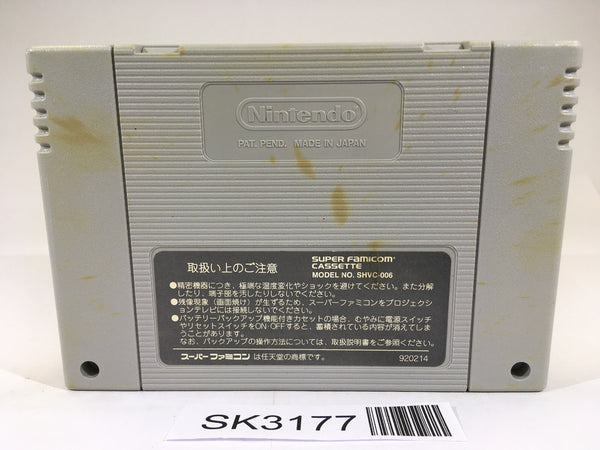 Nintendo
PAT. PEND. MADE IN JAPAN
取扱い上のご注意
SUPER FAMICOM
CASSETTE
MODEL NO. SHVC-006
●精密機器につき、極端な温度変化やショックを避けてください。また分解
したり、端子部を汚したりしないでください。
●残像現象（画面焼け）が生ずるため、スーパーファミコンをプロジェクシ
ョンテレビには接続しないでください。
●バッテリーバックアップ機能付きカセットの場合、むやみに電源スイッチ
やリセットスイッチをON・OFFすると、蓄積されている内容が消えてしま
うことがあります。
なお、バックアップの操作方法については、取扱説明書をご参照ください。
スーパーファミコン は任天堂の商標です。
920214
SK3177